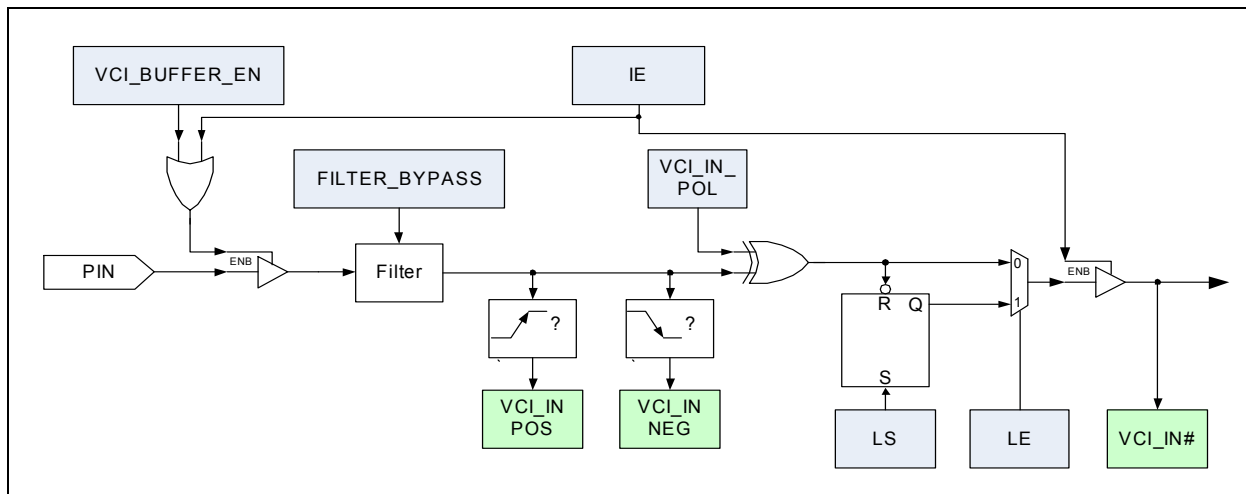 VCI_BUFFER_EN
IE
FILTER_BYPASS
VCI_IN_
POL
PIN
ENB
Filter
0
1
ENB
R
Q
S
?
?
VCI_IN
POS
VCI_IN
NEG
LS
LE
VCI_IN#